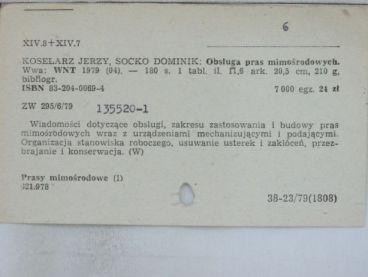 6
XIV.8+XIV.7
KOSELARZ JERZY, SOCKO DOMINIK: Obsługa pras mimośrodowych.
Wwa: WNT 1979 (04). — 180 s. 1 tabl. il. 11,6 ark. 20,5 cm, 210 g,
bibliogr.
ISBN 83-204-0069-4 7 000 egz. 24 zł
ZW 295/6/79 135520-1
Wiadomości dotyczące obsługi, zakresu zastosowania i budowy pras
mimośrodowych wraz z urządzeniami mechanizującymi i podającymi.
Organizacja stanowiska roboczego, usuwanie usterek i zakłóceń, przez-
brajanie i konserwacja. (W)
Prasy mimośrodowe (1)
621.978
38-23/79(1808)